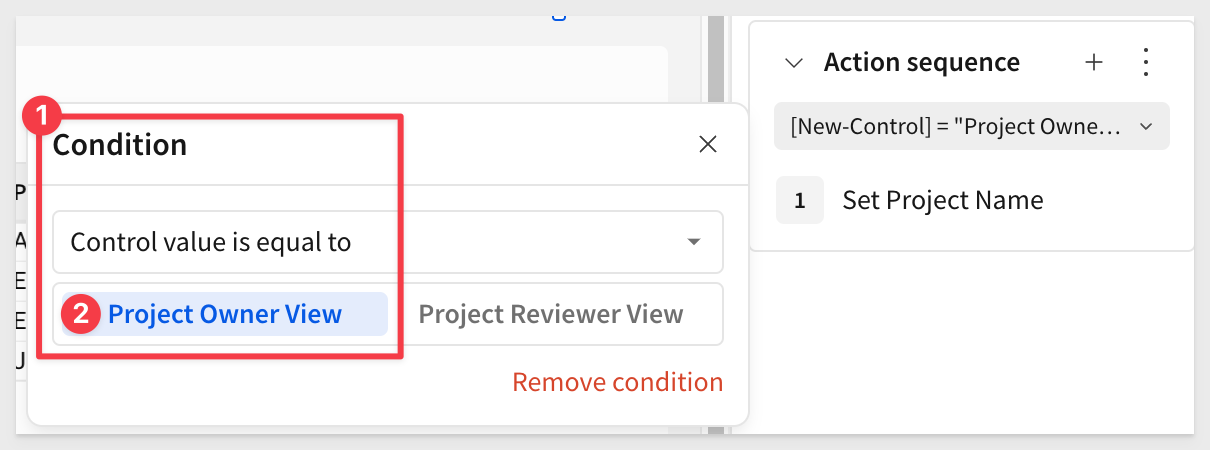 1
Condition
Control value is equal to
2 Project Owner View Project Reviewer View
Remove condition
P
A
E
E
J
Action sequence
[New-Control] = "Project Owne...
1 Set Project Name